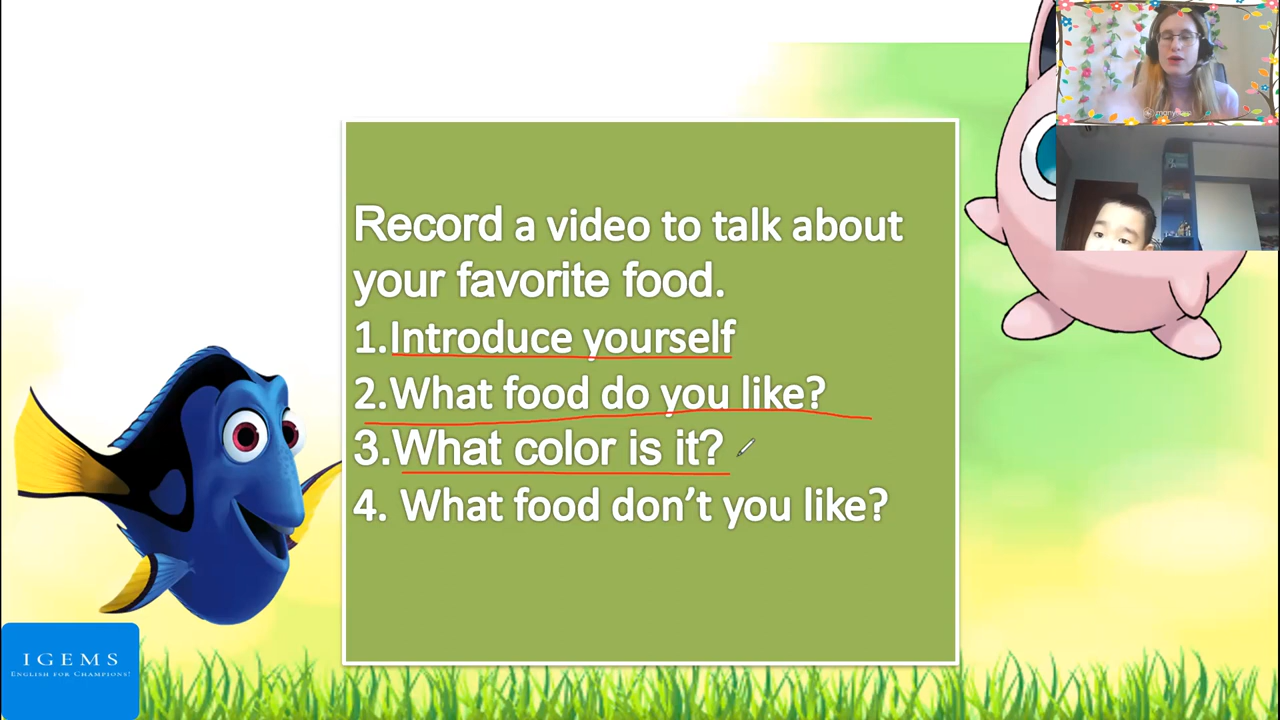 Record a video to talk about
your favorite food.
1.Introduce yourself
2.What food do you like?
3.What color is it?
4. What food don’t you like?
IGEMS
ENGLISH FOR CHAMPIONS!